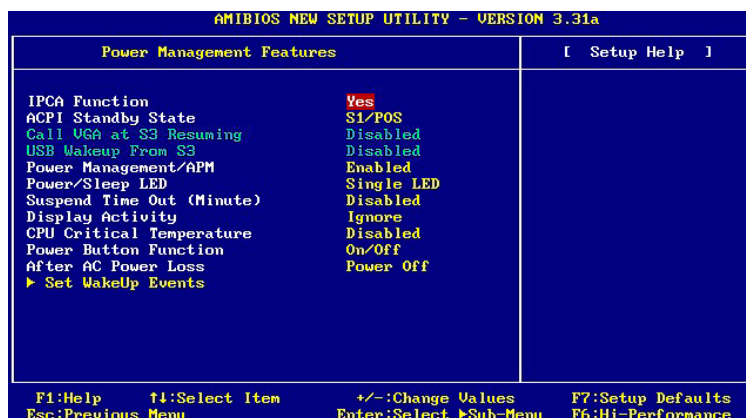 AMIBIOS NEW SETUP UTILITY - VERSION 3.31a
Power Management Features
[ Setup Help ]
IPCA Function Yes
ACPI Standby State S1/POS
Call VGA at S3 Resuming Disabled
USB Wakeup From S3 Disabled
Power Management/APM Enabled
Power/Sleep LED Single LED
Suspend Time Out (Minute) Disabled
Display Activity Ignore
CPU Critical Temperature Disabled
Power Button Function On/Off
After AC Power Loss Power Off
▶ Set WakeUp Events
F1:Help ↑↓:Select Item +/-:Change Values F7:Setup Defaults
Esc:Previous Menu Enter:Select ▶Sub-Menu F6:Hi-Performance